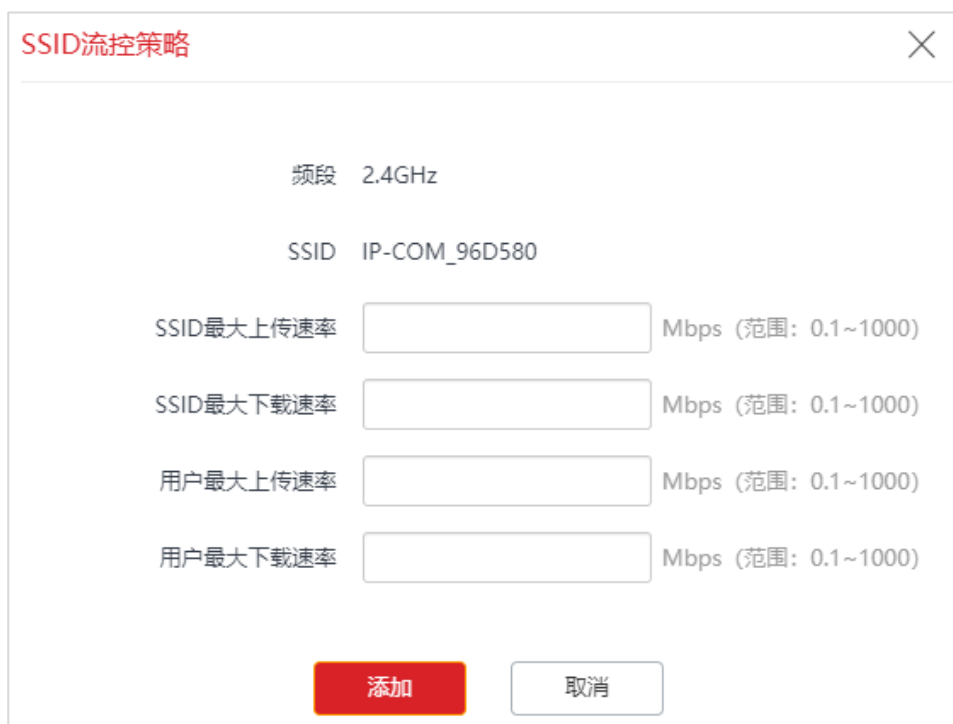 SSID流控策略
频段 2.4GHz
SSID IP-COM_96D580
SSID最大上传速率 Mbps (范围：0.1~1000)
SSID最大下载速率 Mbps (范围：0.1~1000)
用户最大上传速率 Mbps (范围：0.1~1000)
用户最大下载速率 Mbps (范围：0.1~1000)
添加 取消